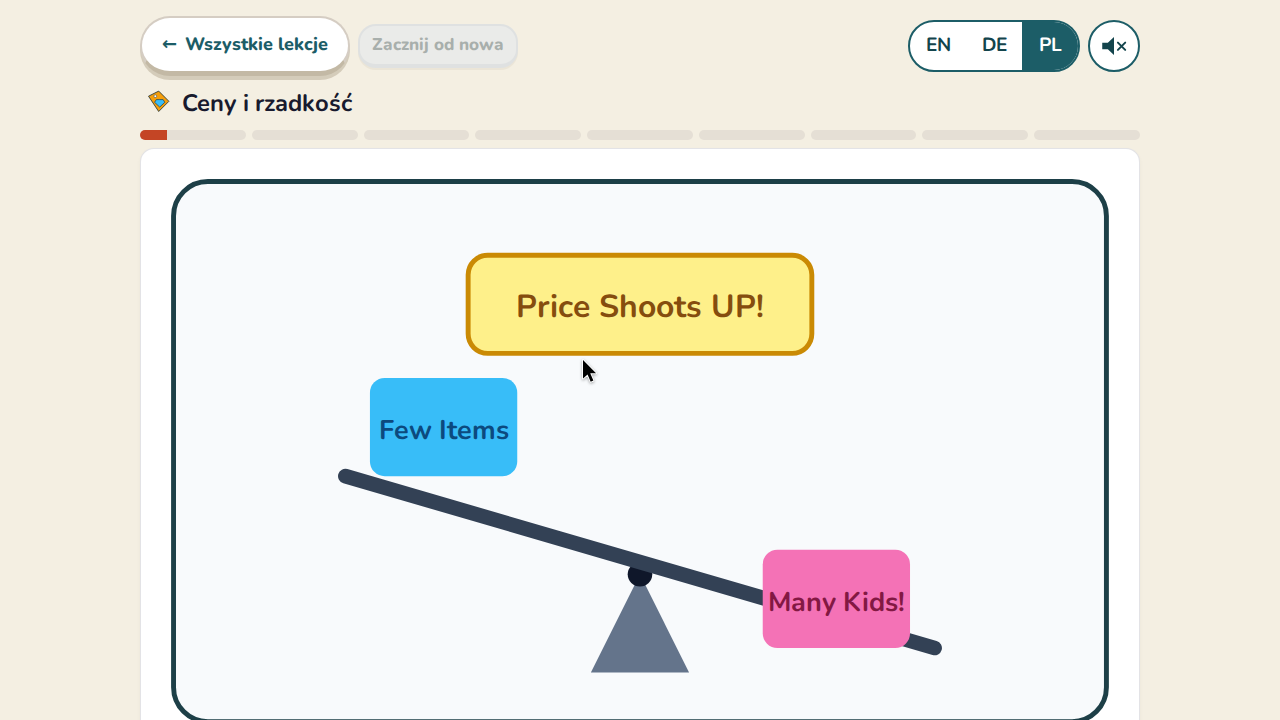 ← Wszystkie lekcje
Zacznij od nowa
EN DE PL
Ceny i rzadkość
Price Shoots UP!
Few Items
Many Kids!